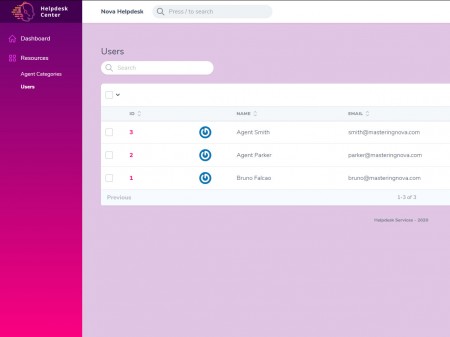 Helpdesk
Center
Nova Helpdesk
Press / to search
Dashboard
Resources
Agent Categories
Users
Users
Search
ID NAME EMAIL
3 Agent Smith smith@masteringnova.com
2 Agent Parker parker@masteringnova.com
1 Bruno Falcao bruno@masteringnova.com
Previous 1-3 of 3
Helpdesk Services - 2020